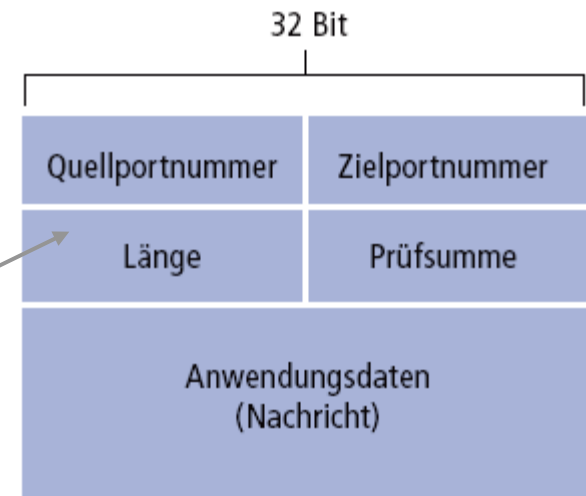 32 Bit
Quellportnummer Zielportnummer
Länge Prüfsumme
Anwendungsdaten
(Nachricht)